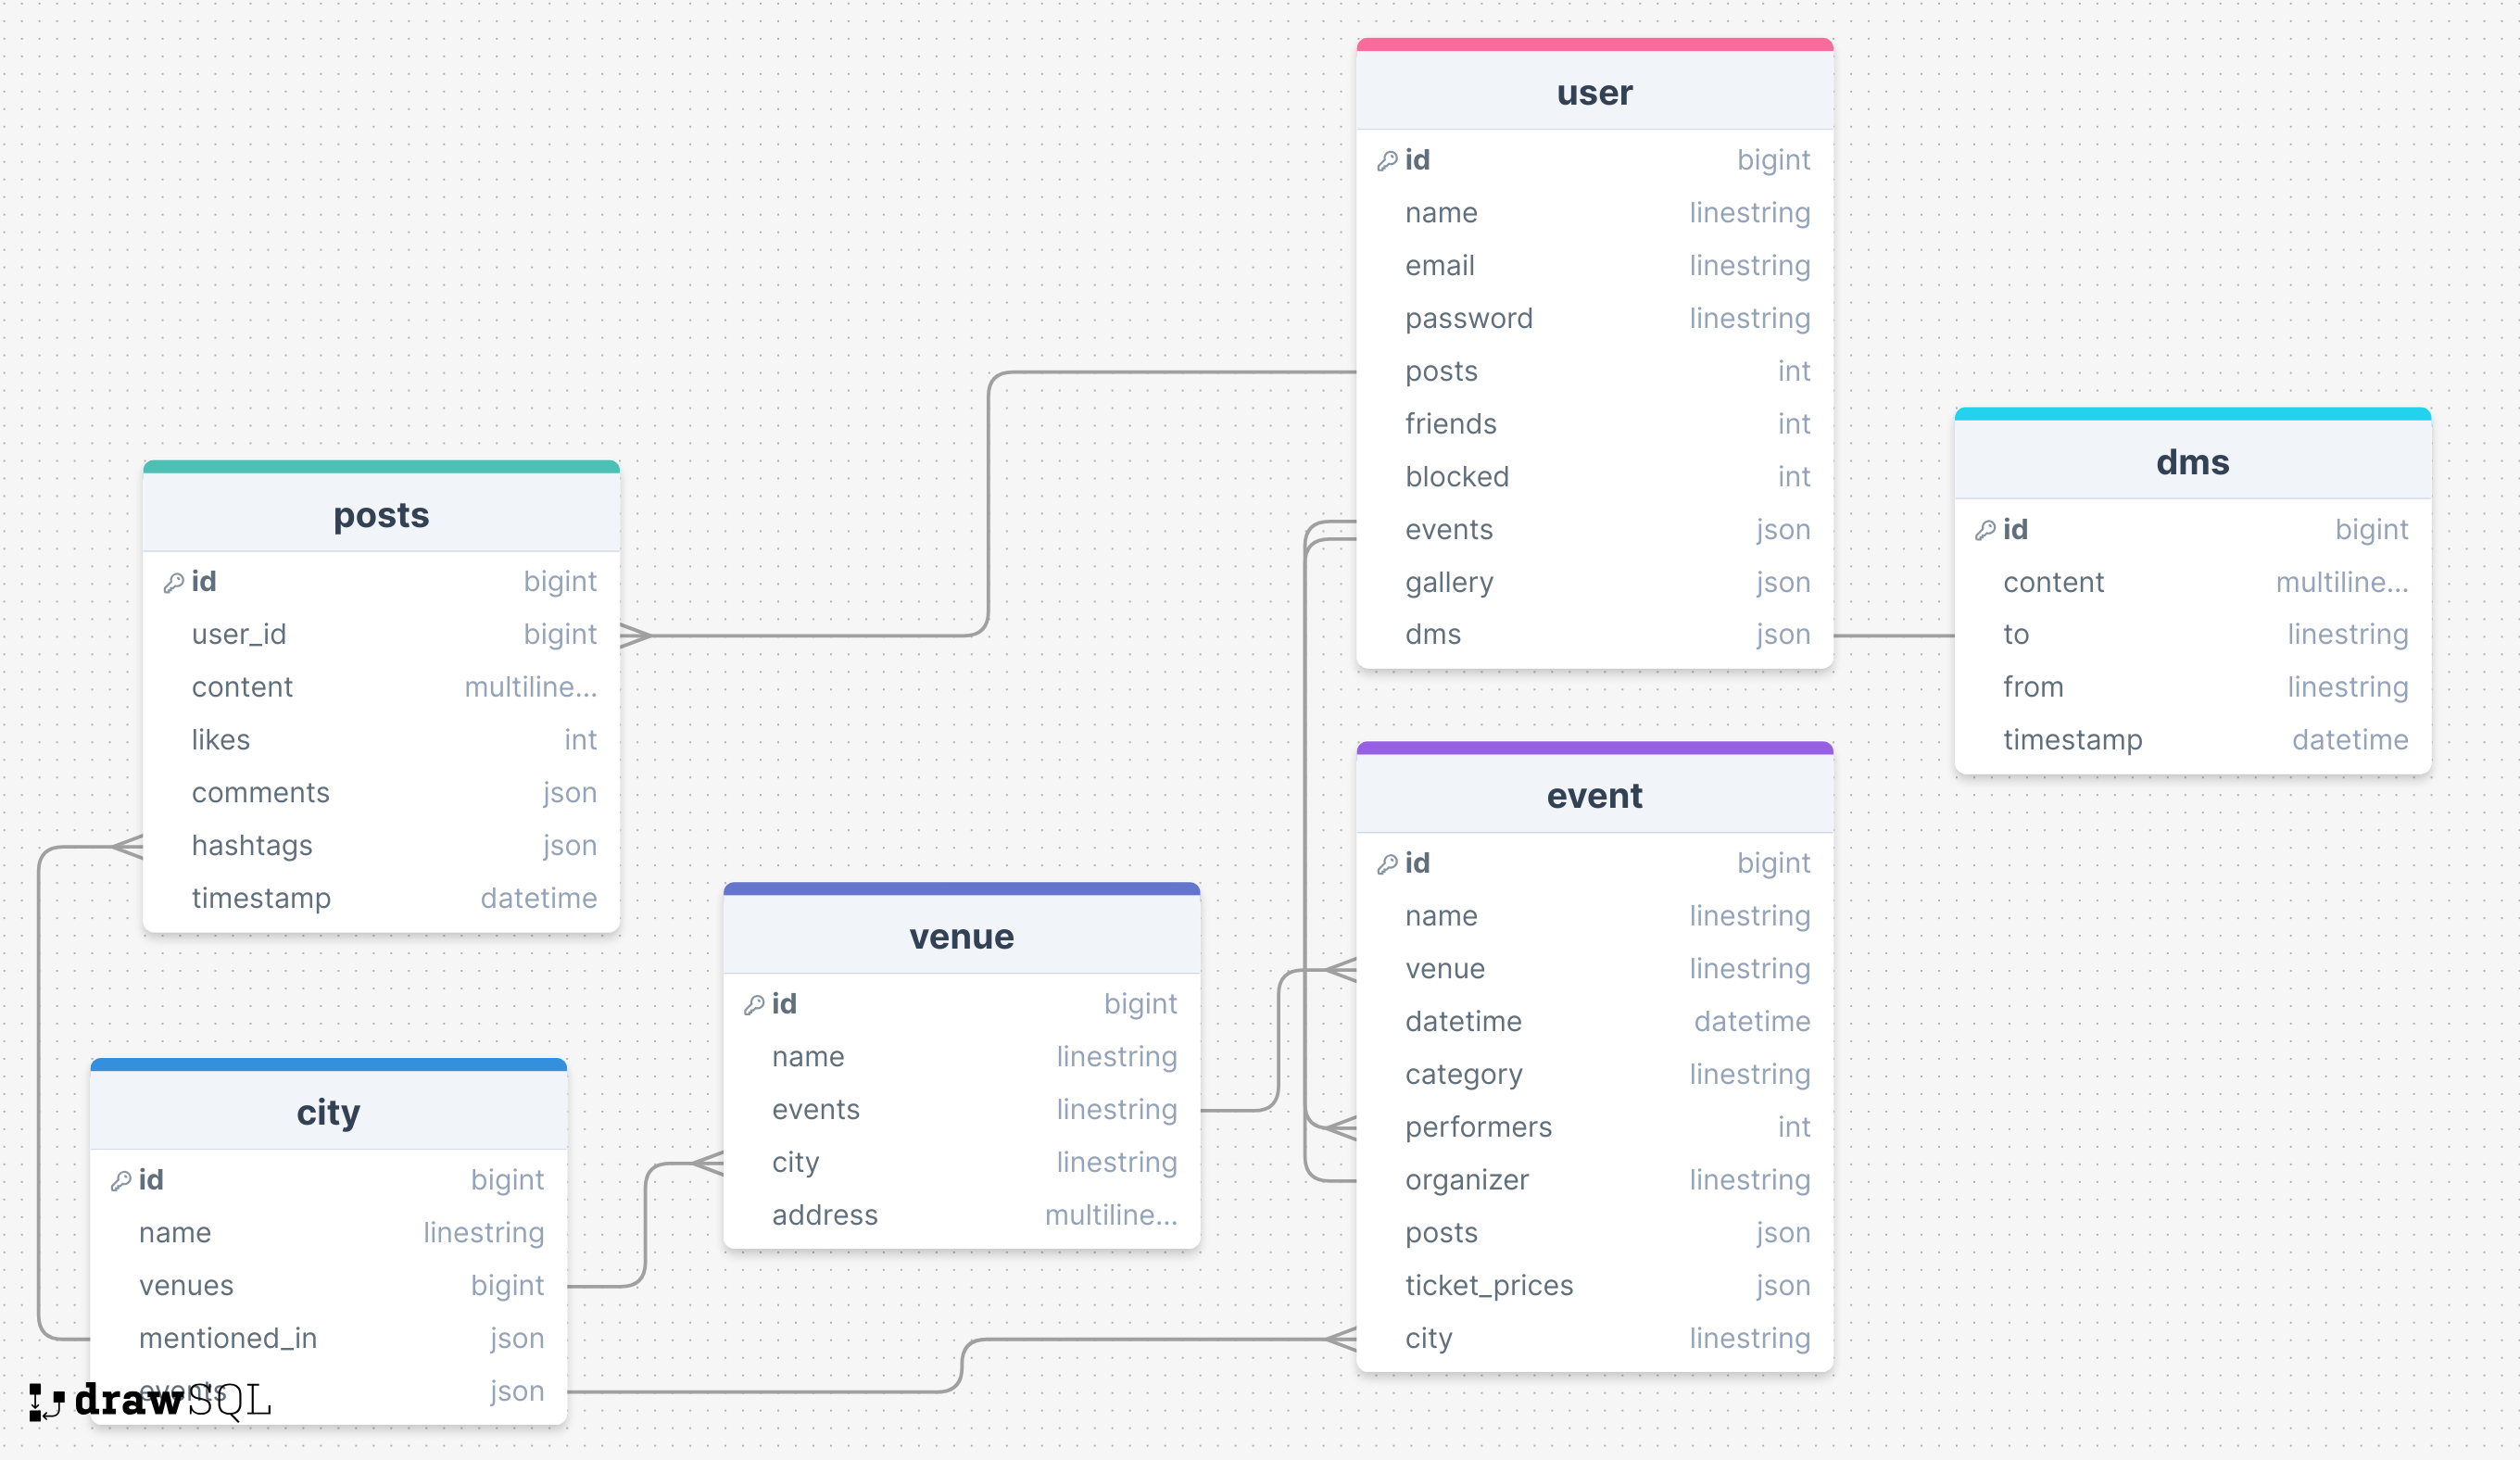 user
id bigint
name linestring
email linestring
password linestring
posts int
friends int
blocked int
events json
gallery json
dms json
dms
id bigint
content multiline...
to linestring
from linestring
timestamp datetime
posts
id bigint
user_id bigint
content multiline...
likes int
comments json
hashtags json
timestamp datetime
event
id bigint
name linestring
venue linestring
datetime datetime
category linestring
performers int
organizer linestring
posts json
ticket_prices json
city linestring
venue
id bigint
name linestring
events linestring
city linestring
address multiline...
city
id bigint
name linestring
venues bigint
mentioned_in json
events json
drawSQL